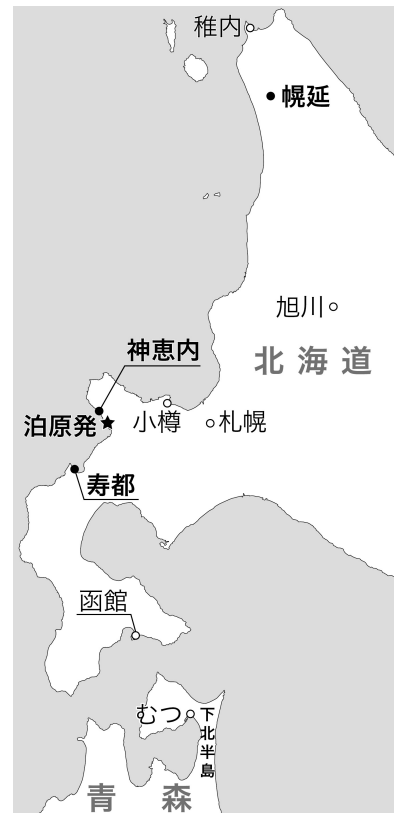 稚内
幌延
旭川
北海道
神恵内
泊原発
小樽
札幌
寿都
函館
むつ
下北半島
青森